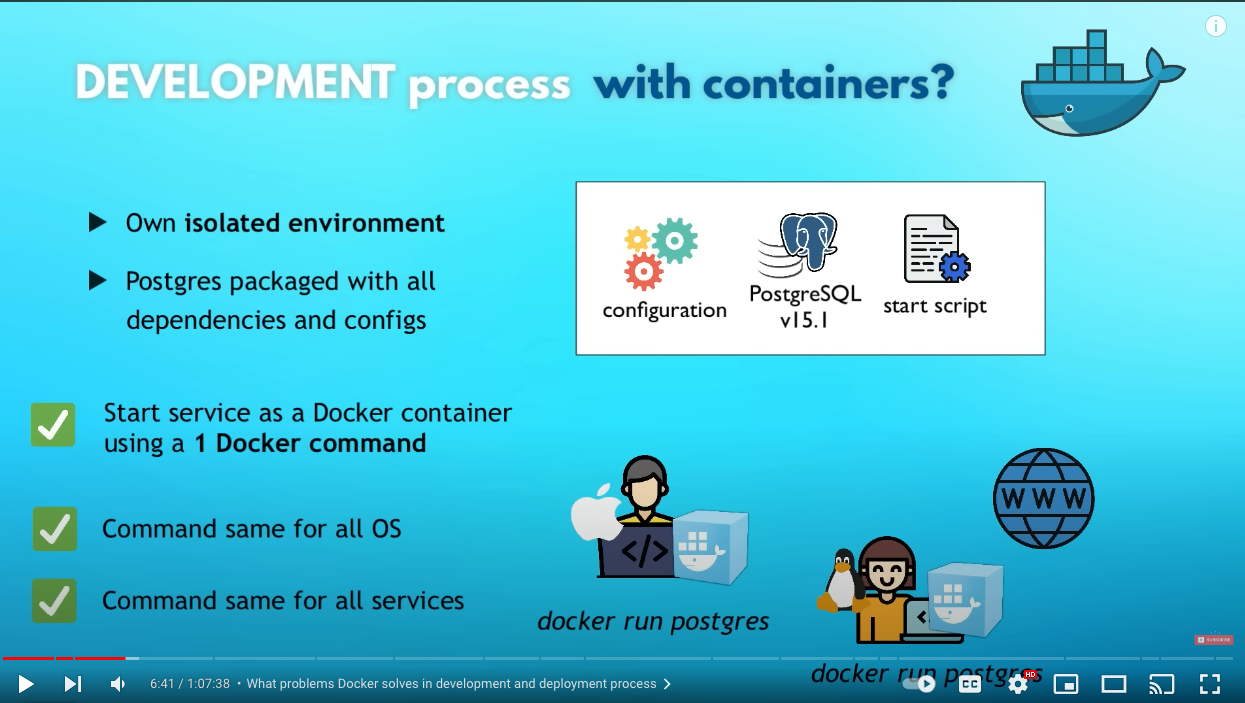 DEVELOPMENT process with containers?
Own isolated environment
Postgres packaged with all
dependencies and configs
configuration
PostgreSQL
v15.1
start script
Start service as a Docker container
using a 1 Docker command
Command same for all OS
Command same for all services
WWW
</>
docker run postgres
<
docker run postgres
SUBSCRIBE
6:41 / 1:07:38 • What problems Docker solves in development and deployment process
CC
HD